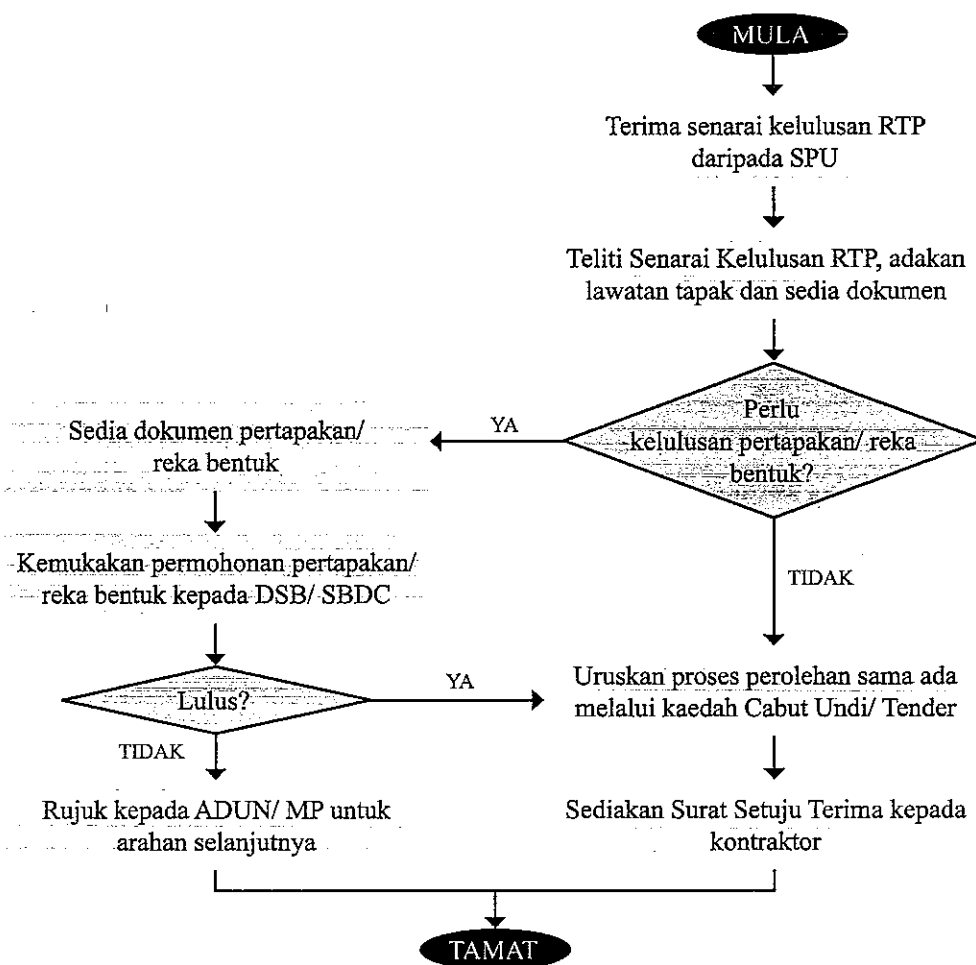 MULA
Terima senarai kelulusan RTP
daripada SPU
Teliti Senarai Kelulusan RTP, adakan
lawatan tapak dan sedia dokumen
Perlu
kelulusan pertapakan/ reka
bentuk?
YA
Sedia dokumen pertapakan/
reka bentuk
Kemukakan permohonan pertapakan/
reka bentuk kepada DSB/ SBDC
TIDAK
Lulus?
YA
Uruskan proses perolehan sama ada
melalui kaedah Cabut Undi/ Tender
TIDAK
Rujuk kepada ADUN/ MP untuk
arahan selanjutnya
Sediakan Surat Setuju Terima kepada
kontraktor
TAMAT